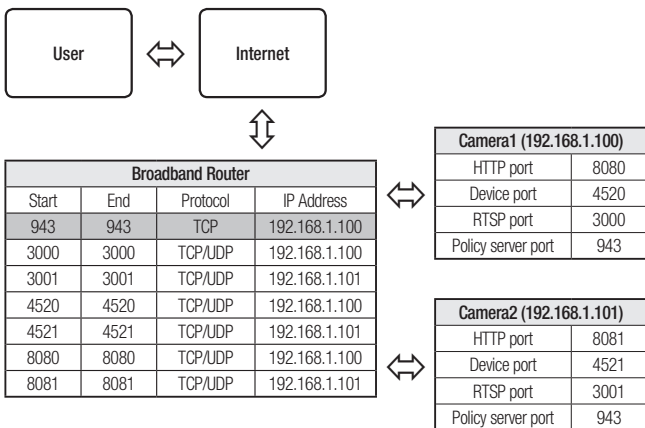 User
Internet
Broadband Router
Start End Protocol IP Address
943 943 TCP 192.168.1.100
3000 3000 TCP/UDP 192.168.1.100
3001 3001 TCP/UDP 192.168.1.101
4520 4520 TCP/UDP 192.168.1.100
4521 4521 TCP/UDP 192.168.1.101
8080 8080 TCP/UDP 192.168.1.100
8081 8081 TCP/UDP 192.168.1.101
Camera1 (192.168.1.100)
HTTP port 8080
Device port 4520
RTSP port 3000
Policy server port 943
Camera2 (192.168.1.101)
HTTP port 8081
Device port 4521
RTSP port 3001
Policy server port 943